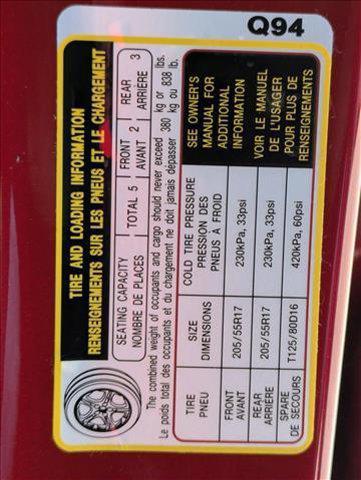 Q94
TIRE AND LOADING INFORMATION
RENSEIGNEMENTS SUR LES PNEUS ET LE CHARGEMENT
SEATING CAPACITY
NOMBRE DE PLACES
TOTAL 5
FRONT
AVANT
2
REAR
ARRIÈRE
3
The combined weight of occupants and cargo should never exceed 380 kg or 838 lbs.
Le poids total des occupants et du chargement ne doit jamais dépasser 380 kg ou 838 lb.
TIRE
PNEU
SIZE
DIMENSIONS
COLD TIRE PRESSURE
PRESSION DES
PNEUS À FROID
FRONT
AVANT
205/55R17
230kPa, 33psi
REAR
ARRIÈRE
205/55R17
230kPa, 33psi
SPARE
DE SECOURS
T125/80D16
420kPa, 60psi
SEE OWNER'S
MANUAL FOR
ADDITIONAL
INFORMATION
VOIR LE MANUEL
DE L'USAGER
POUR PLUS DE
RENSEIGNEMENTS